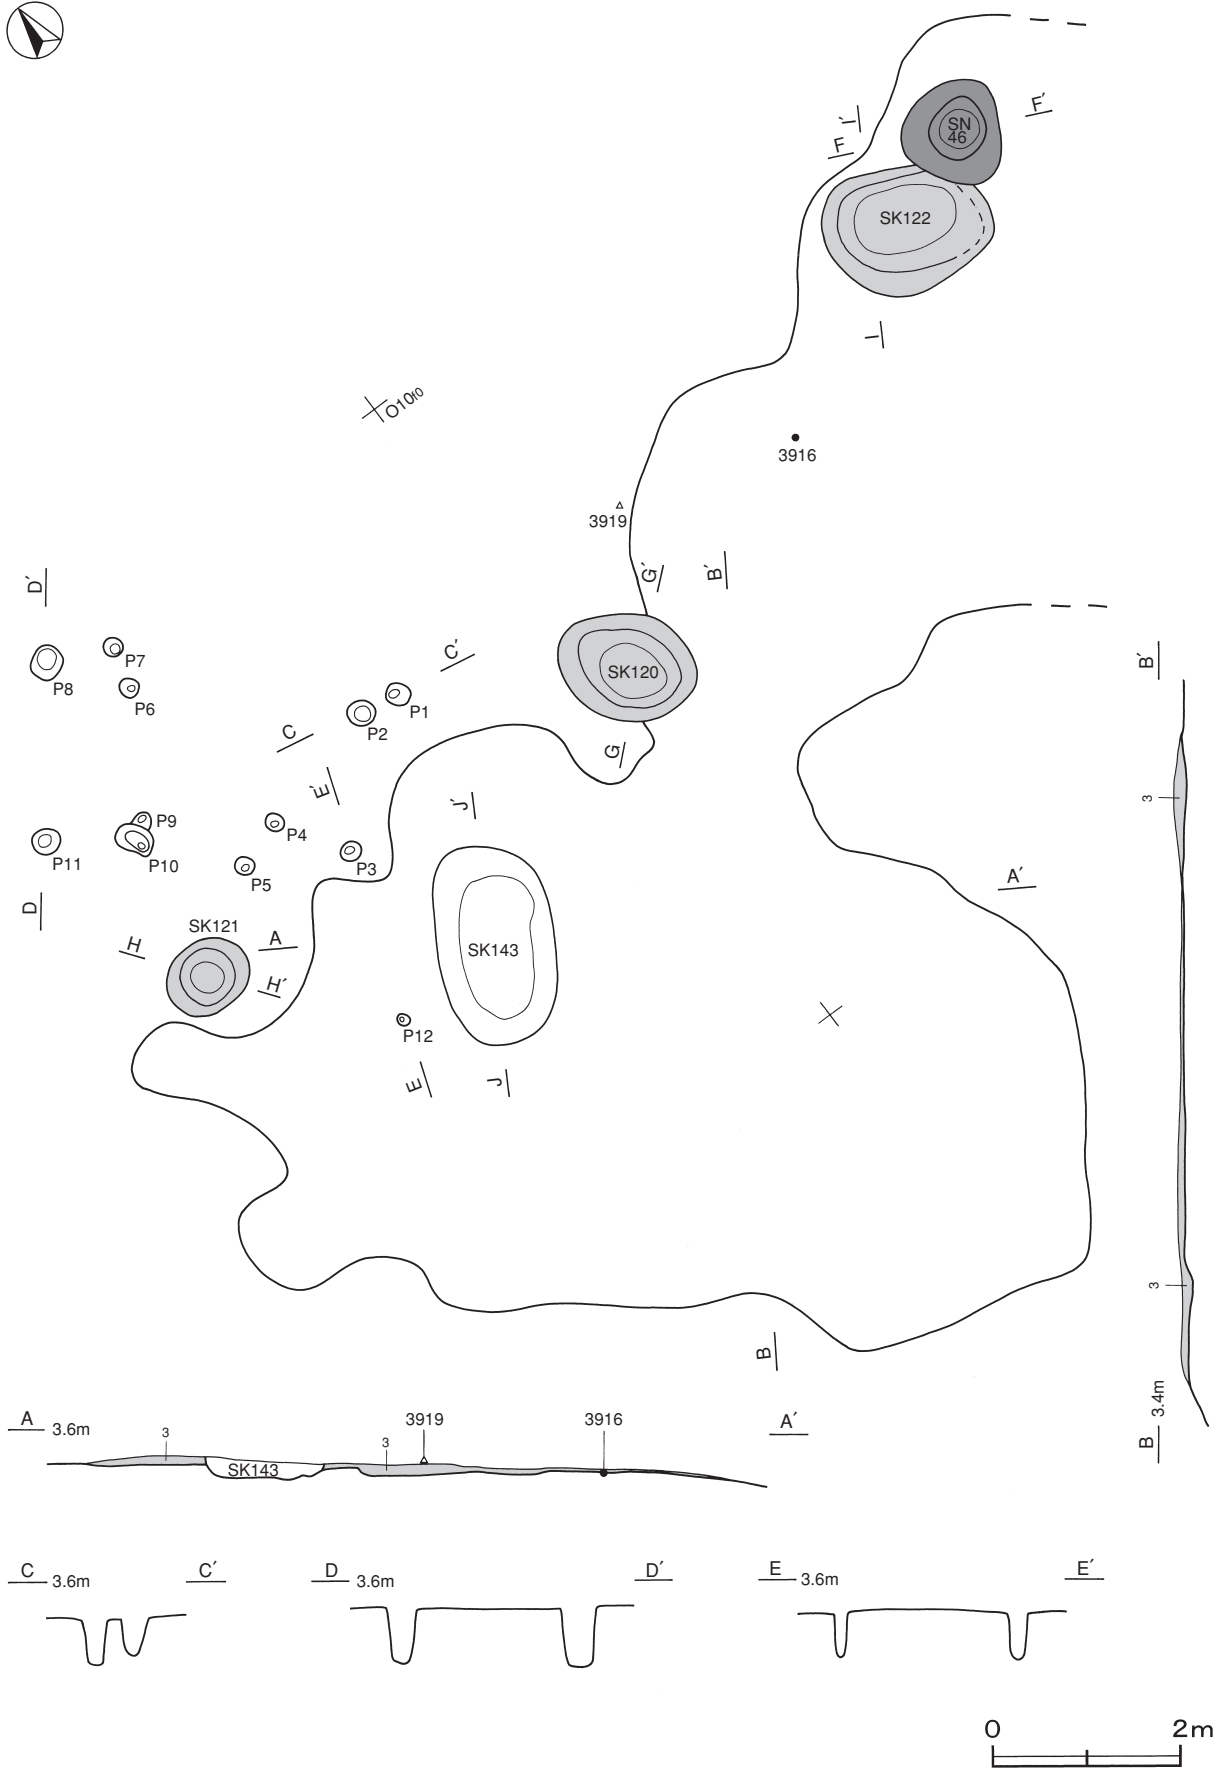 F′
SN
46
I′
F
SK122
I
O10f0
3916
3919
G′
B′
D′
C′
SK120
B′
P7
P8
P6
P1
P2
C
G
E′
J′
3
P9
P4
P11
P10
P3
P5
A′
D
SK121
H
A
SK143
H′
P12
E
J
3
B
B 3.4m
A 3.6m
3
3
3919
3916
A′
SK143
C 3.6m
C′
D 3.6m
D′
E 3.6m
E′
0
2m